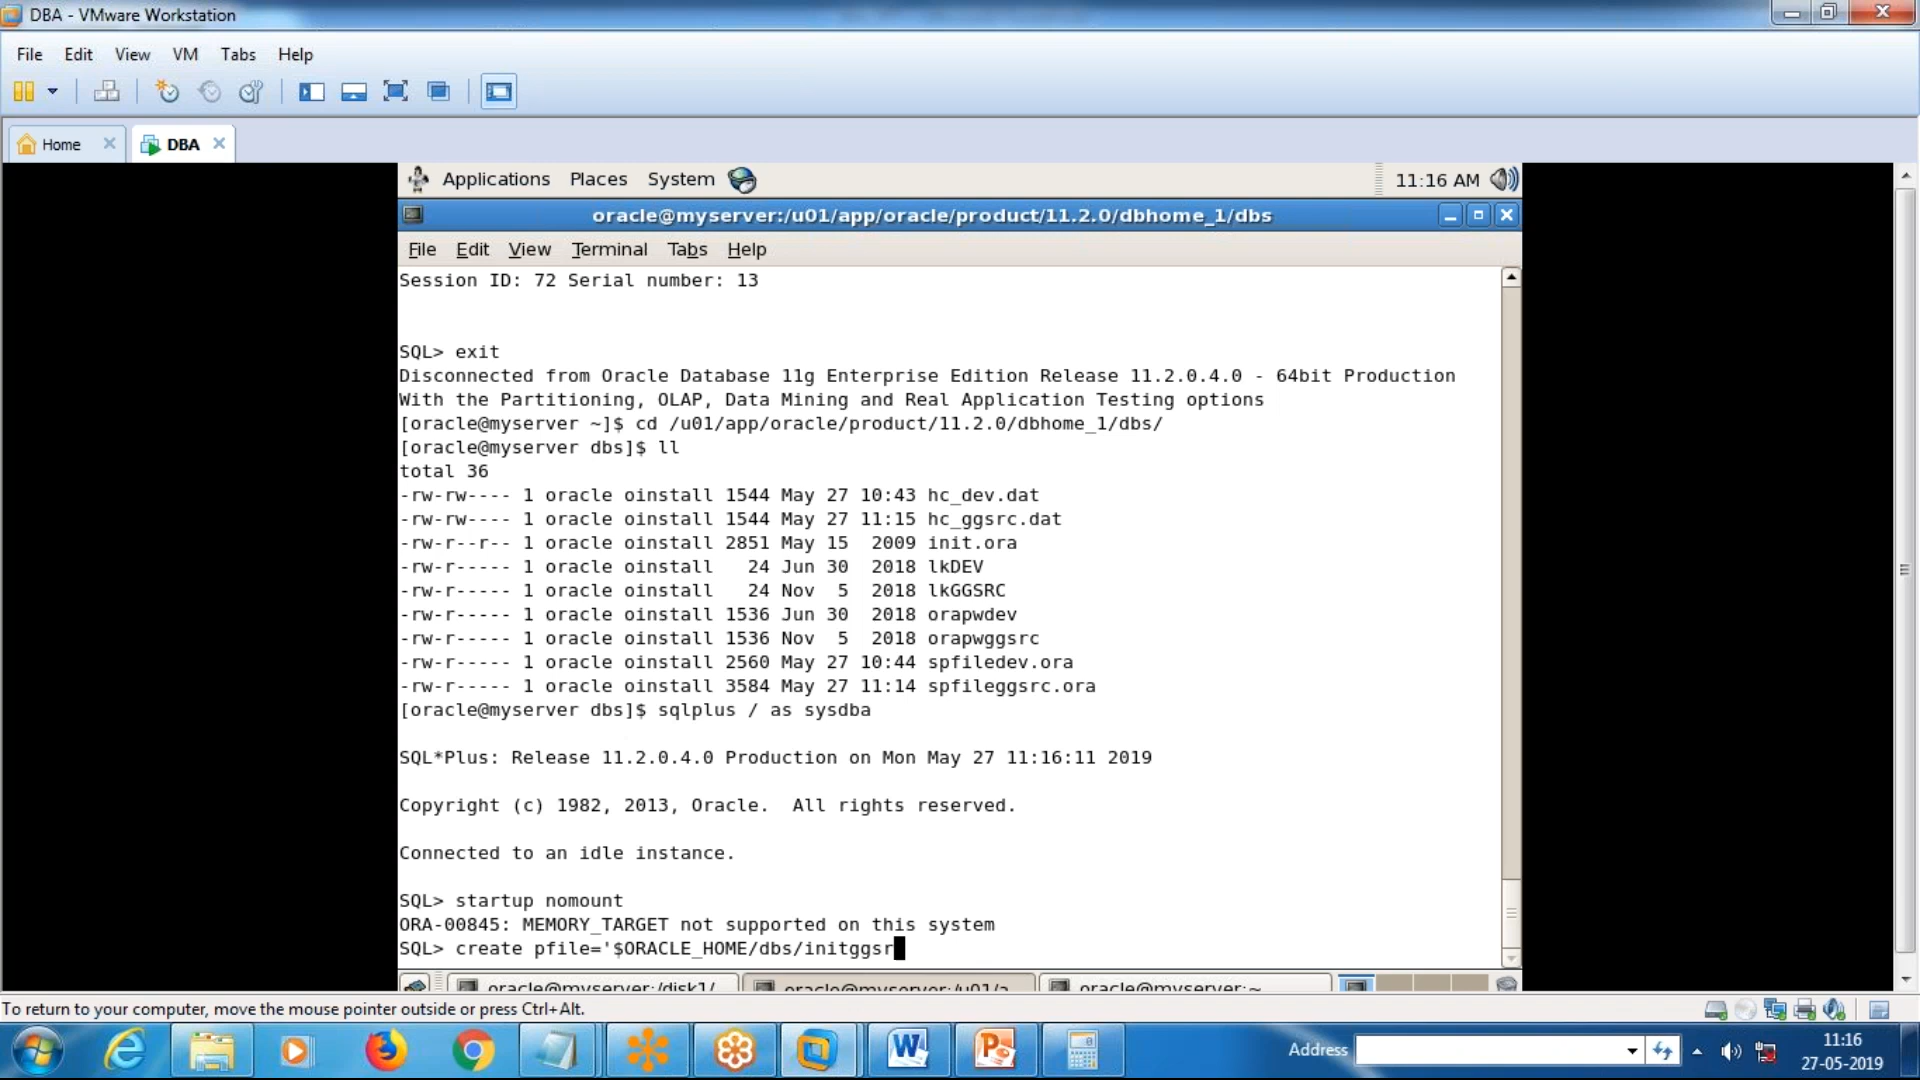 DBA - VMware Workstation
File Edit View VM Tabs Help
Home DBA
Applications Places System 11:16 AM
oracle@myserver:/u01/app/oracle/product/11.2.0/dbhome_1/dbs
File Edit View Terminal Tabs Help
Session ID: 72 Serial number: 13
SQL> exit
Disconnected from Oracle Database 11g Enterprise Edition Release 11.2.0.4.0 - 64bit Production
With the Partitioning, OLAP, Data Mining and Real Application Testing options
[oracle@myserver ~]$ cd /u01/app/oracle/product/11.2.0/dbhome_1/dbs/
[oracle@myserver dbs]$ ll
total 36
-rw-rw---- 1 oracle oinstall 1544 May 27 10:43 hc_dev.dat
-rw-rw---- 1 oracle oinstall 1544 May 27 11:15 hc_ggsrc.dat
-rw-r--r-- 1 oracle oinstall 2851 May 15  2009 init.ora
-rw-r----- 1 oracle oinstall   24 Jun 30  2018 lkDEV
-rw-r----- 1 oracle oinstall   24 Nov  5  2018 lkGGSRC
-rw-r----- 1 oracle oinstall 1536 Jun 30  2018 orapwdev
-rw-r----- 1 oracle oinstall 1536 Nov  5  2018 orapwggsrc
-rw-r----- 1 oracle oinstall 2560 May 27 10:44 spfiledev.ora
-rw-r----- 1 oracle oinstall 3584 May 27 11:14 spfileggsrc.ora
[oracle@myserver dbs]$ sqlplus / as sysdba
SQL*Plus: Release 11.2.0.4.0 Production on Mon May 27 11:16:11 2019
Copyright (c) 1982, 2013, Oracle.  All rights reserved.
Connected to an idle instance.
SQL> startup nomount
ORA-00845: MEMORY_TARGET not supported on this system
SQL> create pfile='$ORACLE_HOME/dbs/initggsr
oracle@myserver:/disk1/ oracle@myserver:/u01/a oracle@myserver:~
To return to your computer, move the mouse pointer outside or press Ctrl+Alt.
Address 11:16
27-05-2019